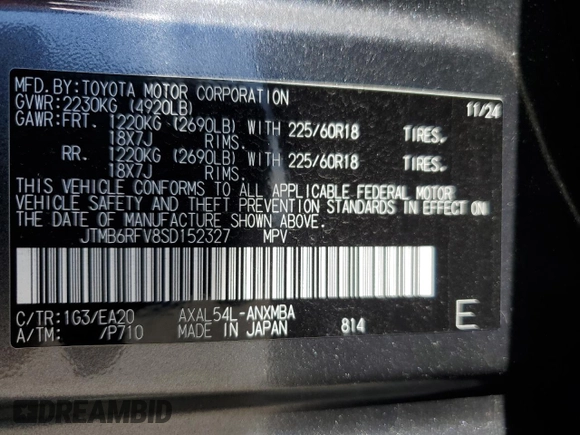 MFD.BY:TOYOTA MOTOR CORPORATION 11/24
GVWR:2230KG (4920LB)
GAWR:FRT. 1220KG (2690LB) WITH 225/60R18 TIRES.
18X7J RIMS.
RR. 1220KG (2690LB) WITH 225/60R18 TIRES.
18X7J RIMS.
THIS VEHICLE CONFORMS TO ALL APPLICABLE FEDERAL MOTOR
VEHICLE SAFETY STANDARDS IN EFFECT ON
THE DATE OF MANUFACTURE SHOWN ABOVE.
JTMB6RFV8SD152327 MPV
C/TR:1G3/EA20 AXAL54L-ANXMBA
A/TM: /P710 MADE IN JAPAN 814 E
DREAMBID